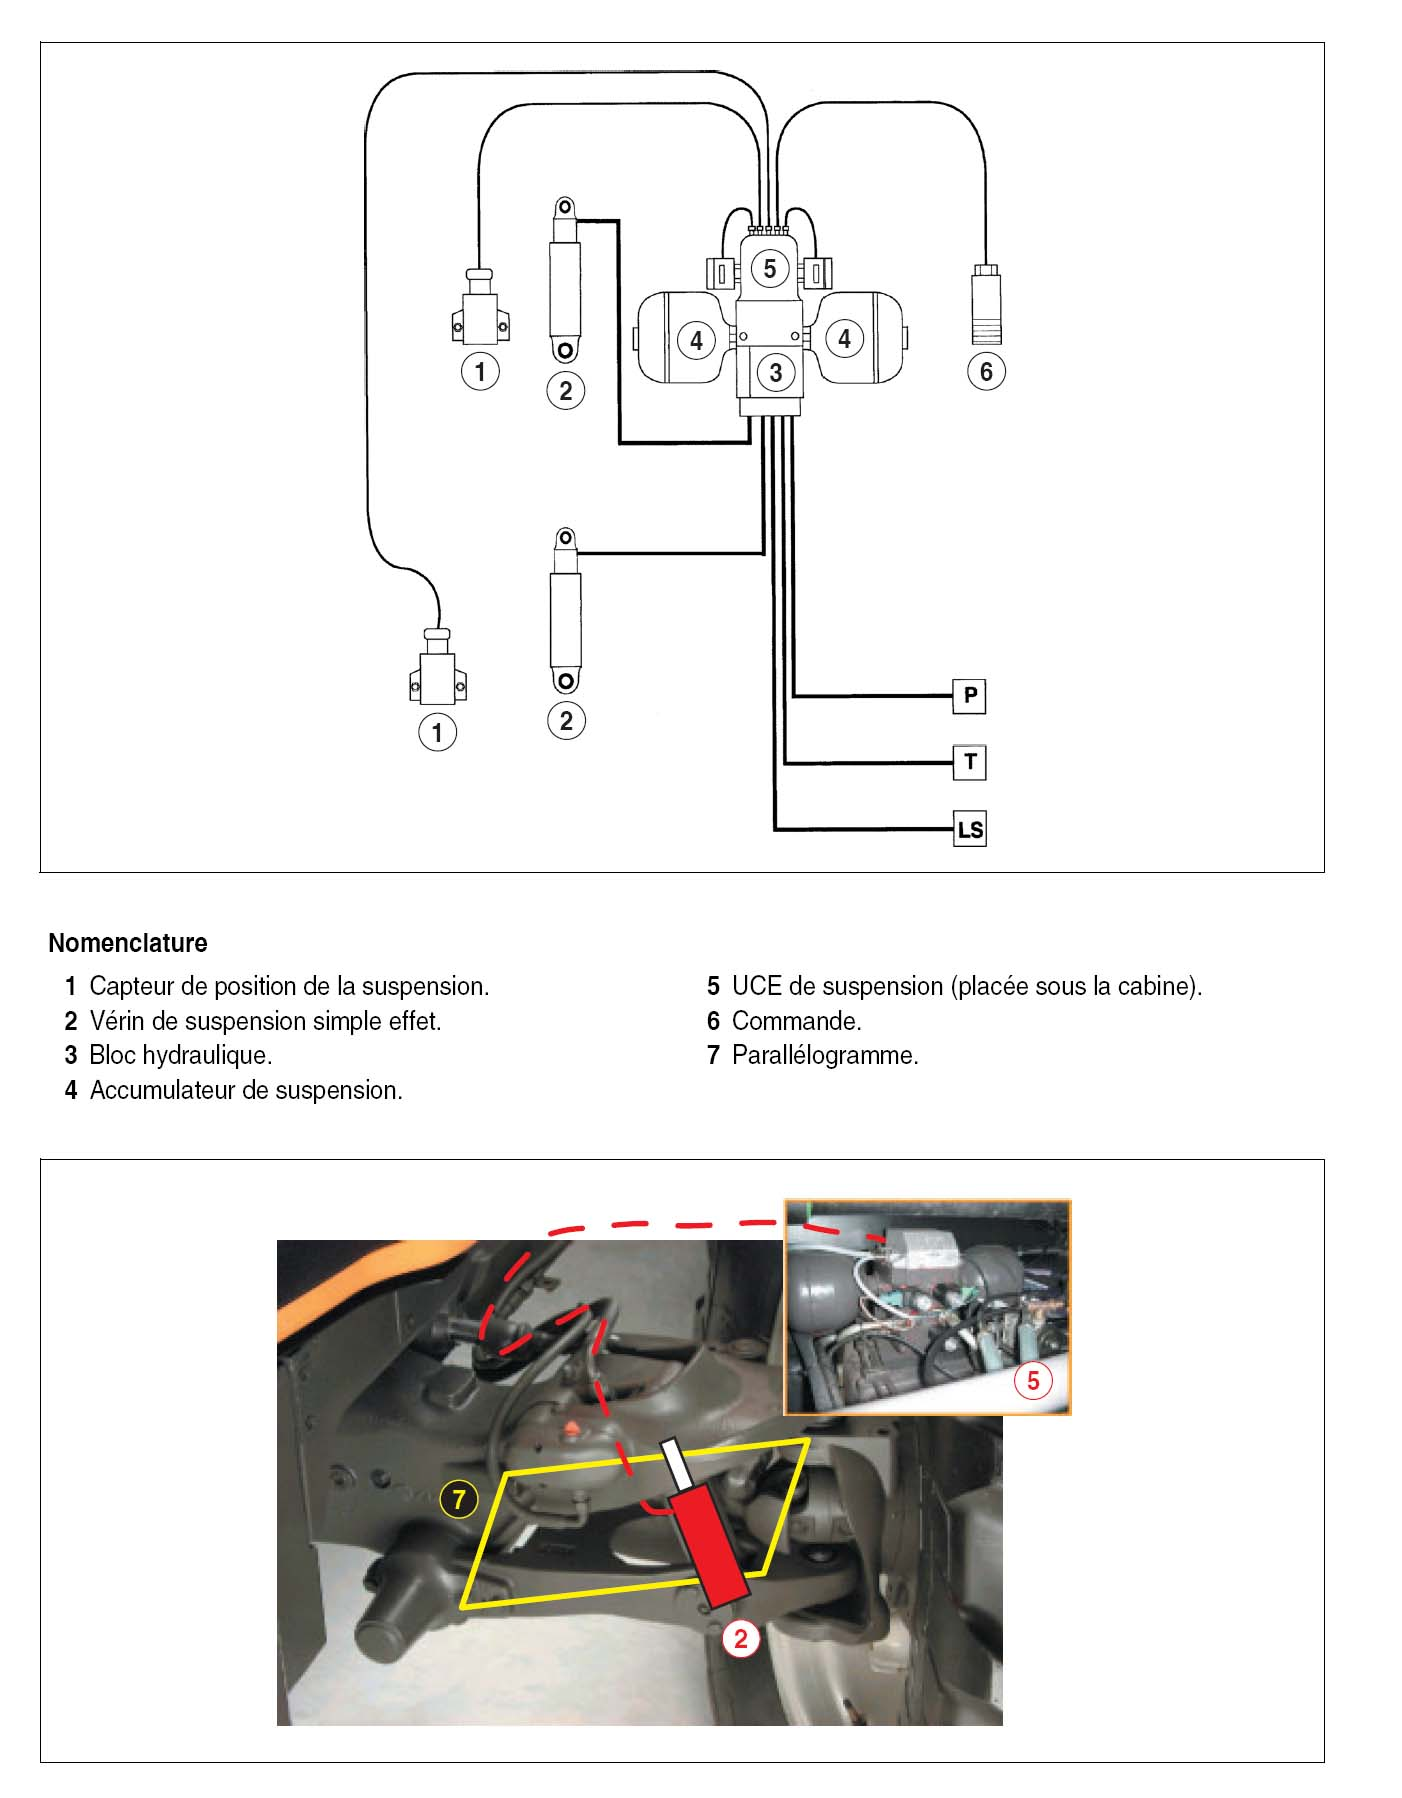 5
4
4
3
1
2
6
2
1
P
T
LS
Nomenclature
1 Capteur de position de la suspension.
2 Vérin de suspension simple effet.
3 Bloc hydraulique.
4 Accumulateur de suspension.
5 UCE de suspension (placée sous la cabine).
6 Commande.
7 Parallélogramme.
5
7
2